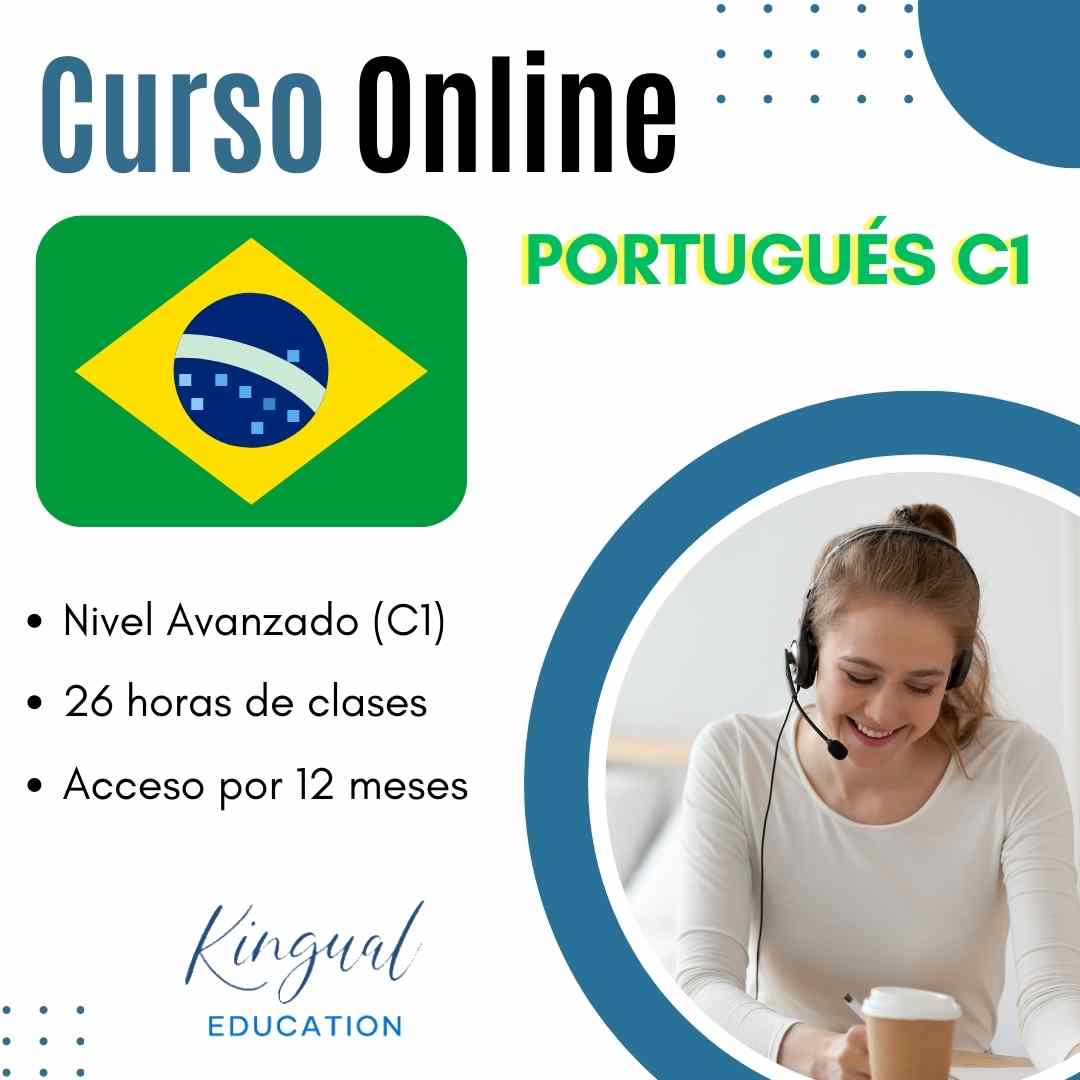 Curso Online
PORTUGUÉS C1
• Nivel Avanzado (C1)
• 26 horas de clases
• Acceso por 12 meses
Kingual
EDUCATION